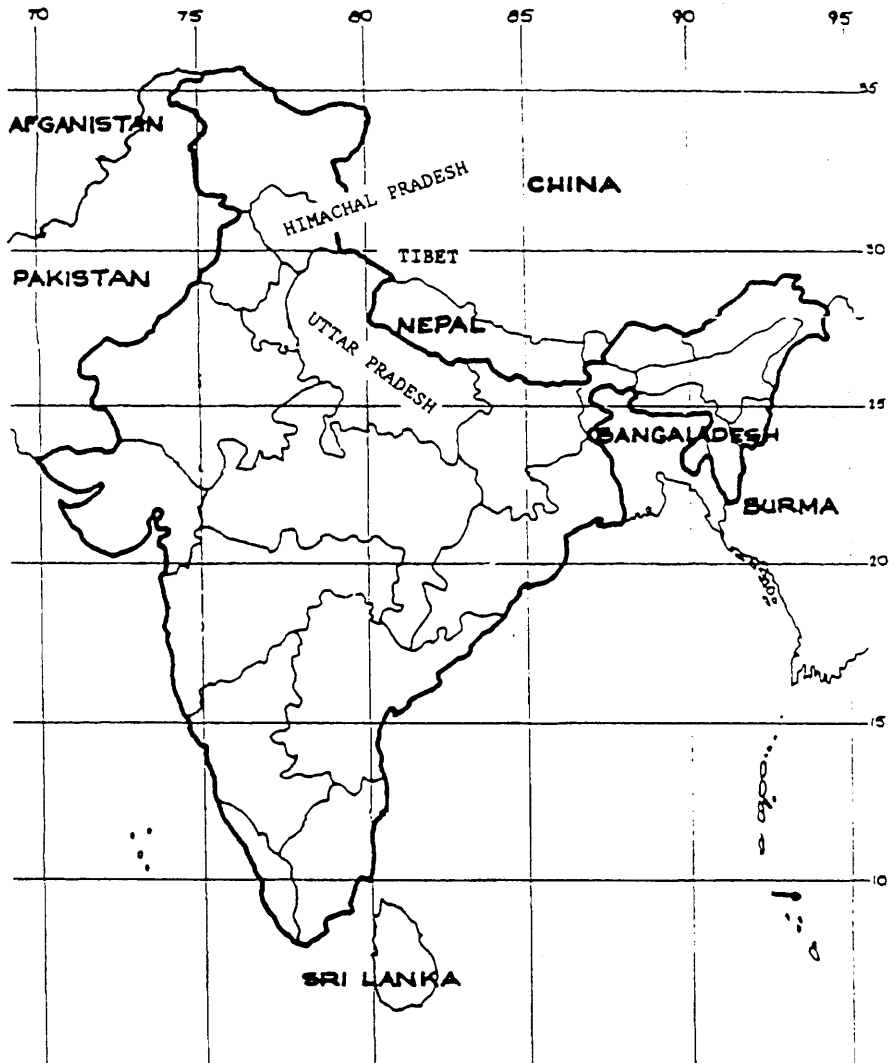 70 75 80 85 90 95
35
AFGANISTAN
HIMACHAL PRADESH
CHINA
30
TIBET
PAKISTAN
NEPAL
UTTAR PRADESH
25
BANGALADESH
BURMA
20
15
10
SRI LANKA